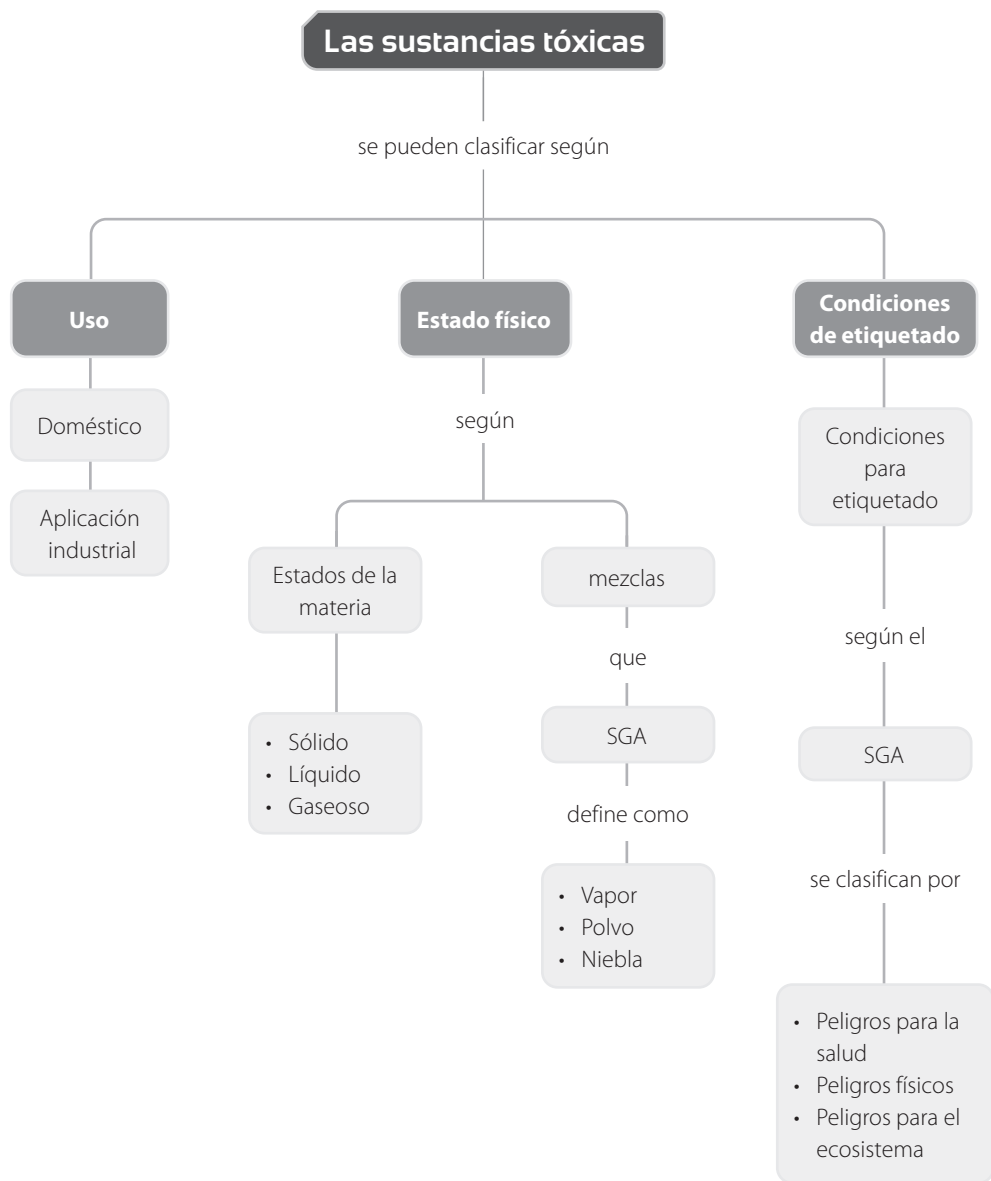 Las sustancias tóxicas
se pueden clasificar según
Uso
Doméstico
Aplicación
industrial
Estado físico
según
Estados de la
materia
• Sólido
• Líquido
• Gaseoso
mezclas
que
SGA
define como
• Vapor
• Polvo
• Niebla
Condiciones
de etiquetado
Condiciones
para
etiquetado
según el
SGA
se clasifican por
• Peligros para la
salud
• Peligros físicos
• Peligros para el
ecosistema